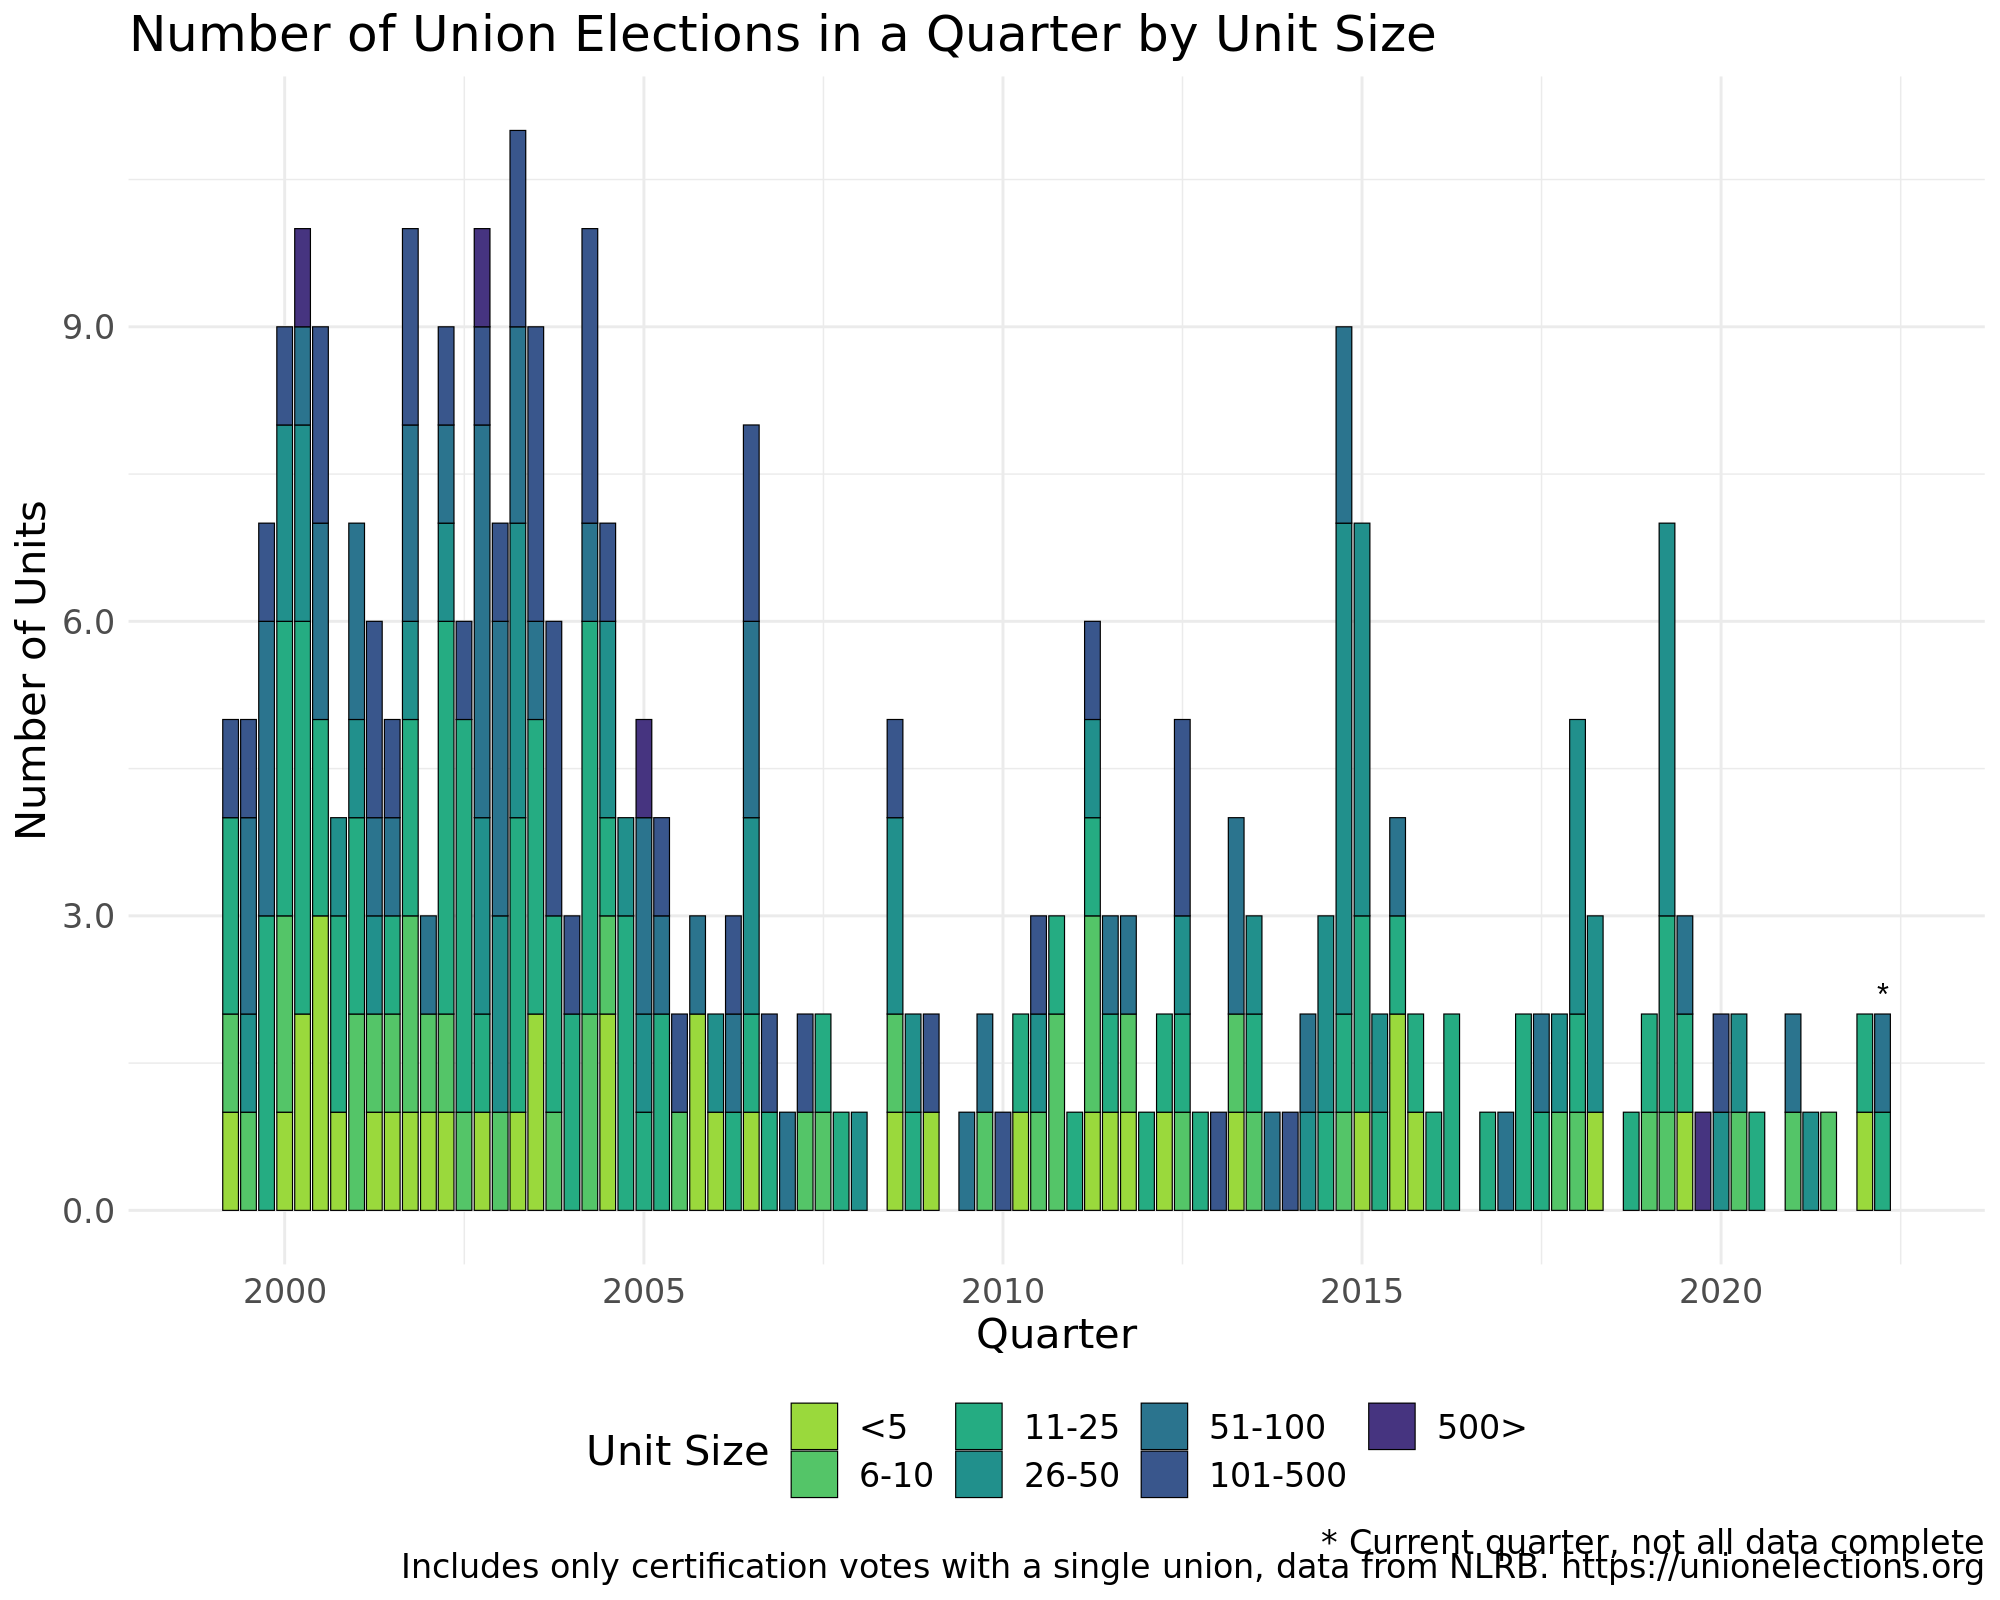 Number of Union Elections in a Quarter by Unit Size
Number of Units
9.0
6.0
3.0
0.0
*
2000 2005 2010 2015 2020
Quarter
Unit Size
<5 11-25 51-100 500>
6-10 26-50 101-500
* Current quarter, not all data complete
Includes only certification votes with a single union, data from NLRB. https://unionelections.org